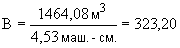 В = 1464,08 м³ / 4,53 маш. - см. = 323,20